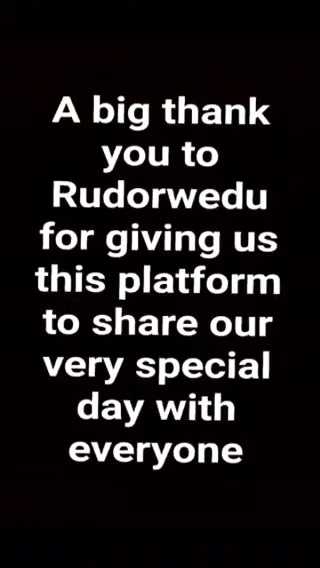 A big thank
you to
Rudorwedu
for giving us
this platform
to share our
very special
day with
everyone